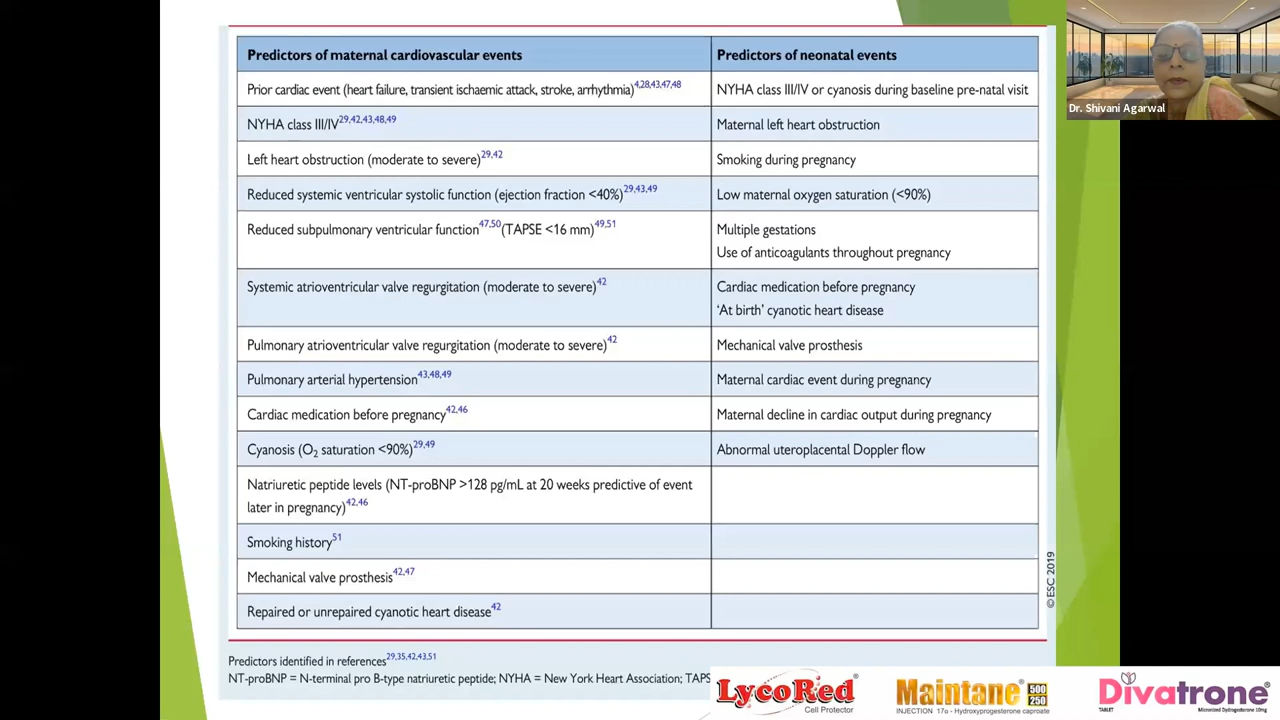 Predictors of maternal cardiovascular events
Predictors of neonatal events
Prior cardiac event (heart failure, transient ischaemic attack, stroke, arrhythmia)4,28,43,47,48
NYHA class III/IV or cyanosis during baseline pre-natal visit
NYHA class III/IV29,42,43,48,49
Maternal left heart obstruction
Left heart obstruction (moderate to severe)29,42
Smoking during pregnancy
Reduced systemic ventricular systolic function (ejection fraction <40%)29,43,49
Low maternal oxygen saturation (<90%)
Reduced subpulmonary ventricular function47,50(TAPSE <16 mm)49,51
Multiple gestations
Use of anticoagulants throughout pregnancy
Systemic atrioventricular valve regurgitation (moderate to severe)42
Cardiac medication before pregnancy
‘At birth’ cyanotic heart disease
Pulmonary atrioventricular valve regurgitation (moderate to severe)42
Mechanical valve prosthesis
Pulmonary arterial hypertension43,48,49
Maternal cardiac event during pregnancy
Cardiac medication before pregnancy42,46
Maternal decline in cardiac output during pregnancy
Cyanosis (O2 saturation <90%)29,49
Abnormal uteroplacental Doppler flow
Natriuretic peptide levels (NT-proBNP >128 pg/mL at 20 weeks predictive of event
later in pregnancy)42,46
Smoking history51
Mechanical valve prosthesis42,47
Repaired or unrepaired cyanotic heart disease42
© ESC 2019
Predictors identified in references29,35,42,43,51
NT-proBNP = N-terminal pro B-type natriuretic peptide; NYHA = New York Heart Association; TAPS
Dr. Shivani Agarwal
LycoRed®
Cell Protector
Maintane® 500 250
INJECTION 17α - Hydroxyprogesterone caproate
Divatrone®
TABLET Micronized Dydrogesterone 10mg